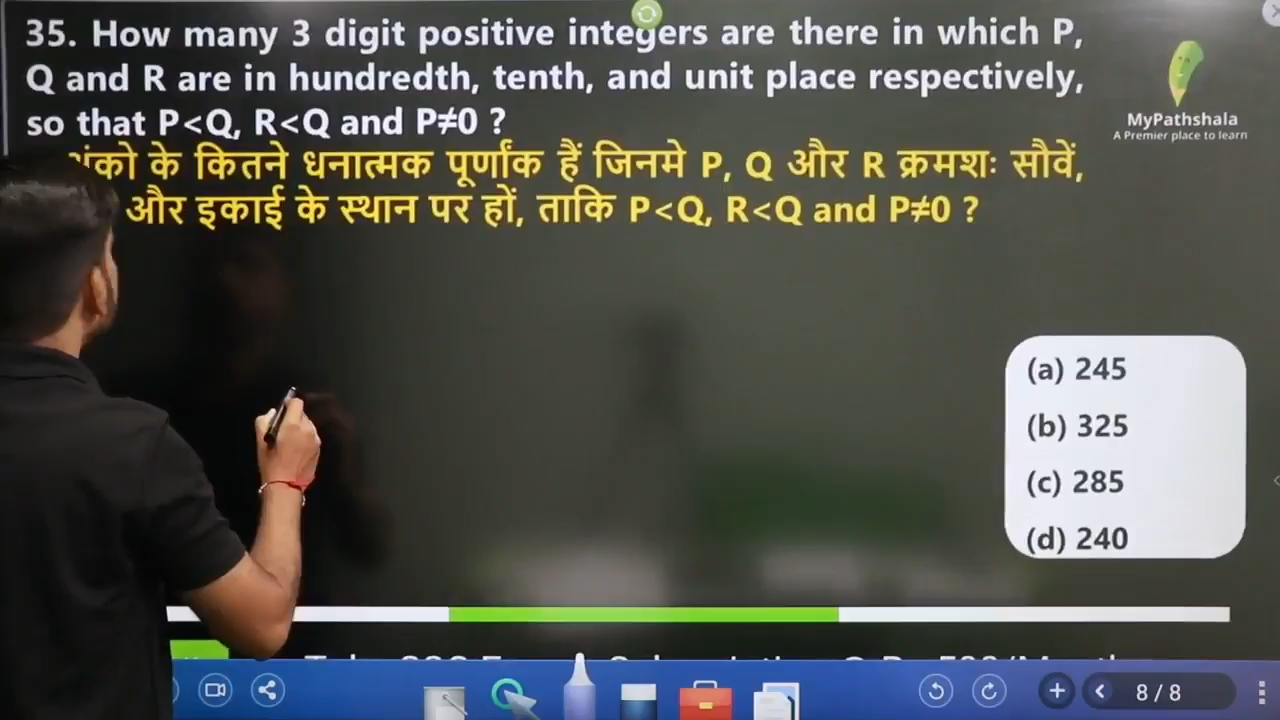 35. How many 3 digit positive integers are there in which P,
Q and R are in hundredth, tenth, and unit place respectively,
so that P<Q, R<Q and P≠0 ?
अंको के कितने धनात्मक पूर्णांक हैं जिनमे P, Q और R क्रमशः सौवें,
और इकाई के स्थान पर हों, ताकि P<Q, R<Q and P≠0 ?
MyPathshala
A Premier place to learn
(a) 245
(b) 325
(c) 285
(d) 240
8 / 8